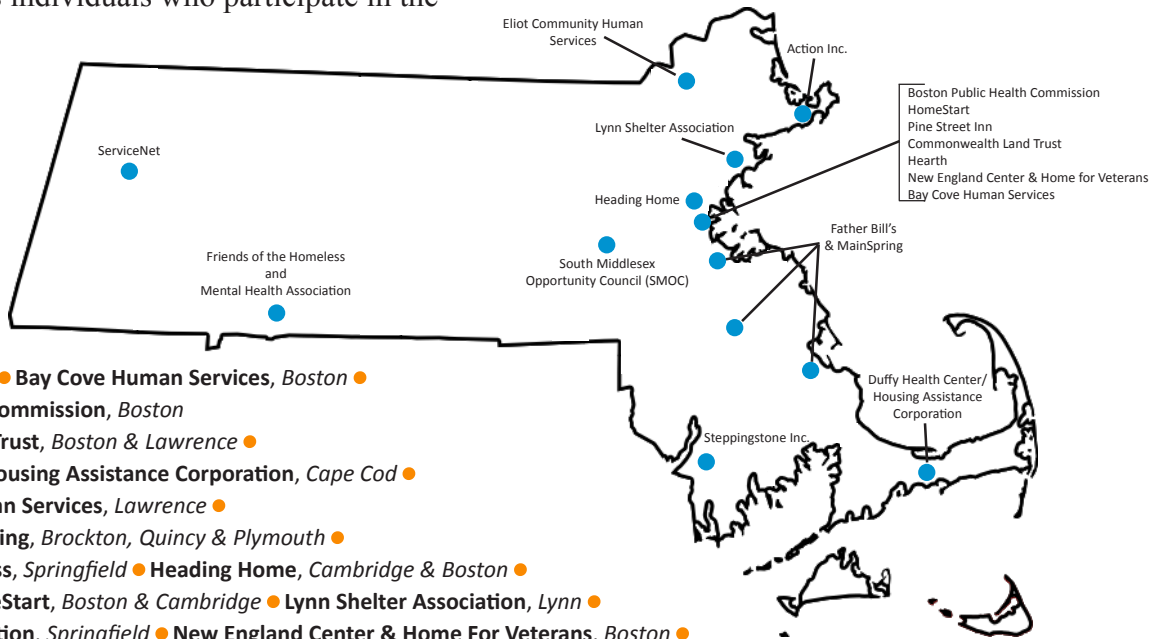 s individuals who participate in the
Eliot Community Human
Services
Action Inc.
Boston Public Health Commission
HomeStart
Pine Street Inn
Commonwealth Land Trust
Hearth
New England Center & Home for Veterans
Bay Cove Human Services
Lynn Shelter Association
ServiceNet
Heading Home
Father Bill's
& MainSpring
South Middlesex
Opportunity Council (SMOC)
Friends of the Homeless
and
Mental Health Association
Duffy Health Center/
Housing Assistance
Corporation
Steppingstone Inc.
● Bay Cove Human Services, Boston ●
ommission, Boston
Trust, Boston & Lawrence ●
ousing Assistance Corporation, Cape Cod ●
an Services, Lawrence ●
ing, Brockton, Quincy & Plymouth ●
ss, Springfield ● Heading Home, Cambridge & Boston ●
eStart, Boston & Cambridge ● Lynn Shelter Association, Lynn ●
tion, Springfield ● New England Center & Home For Veterans, Boston ●